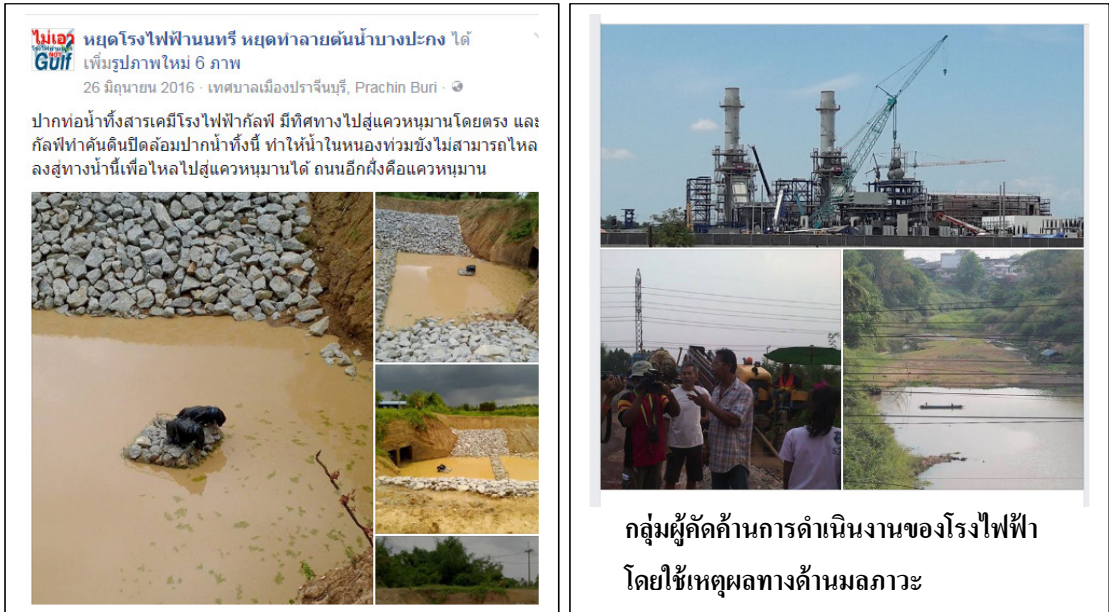 ไม่เอา
Gulf
หยุดโรงไฟฟ้านนทรี หยุดทำลายต้นน้ำบางปะกง ได้
เพิ่มรูปภาพใหม่ 6 ภาพ
26 มิถุนายน 2016 · เทศบาลเมืองปราจีนบุรี, Prachin Buri ·
ปากท่อน้ำทิ้งสารเคมีโรงไฟฟ้ากัลฟ์ มีทิศทางไปสู่แควหนุมานโดยตรง และ
กัลฟ์ทำคันดินปิดล้อมปากน้ำทิ้งนี้ ทำให้น้ำในหนองท่วมขังไม่สามารถไหล
ลงสู่ทางน้ำนี้เพื่อไหลไปสู่แควหนุมานได้ ถนนอีกฝั่งคือแควหนุมาน
กลุ่มผู้คัดค้านการดำเนินงานของโรงไฟฟ้า
โดยใช้เหตุผลทางด้านมลภาวะ